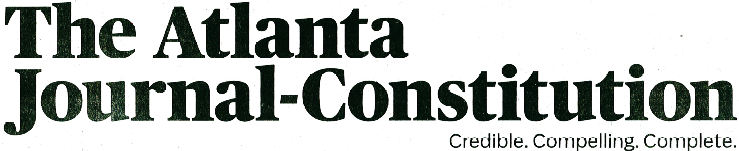 The Atlanta
Journal-Constitution
Credible. Compelling. Complete.